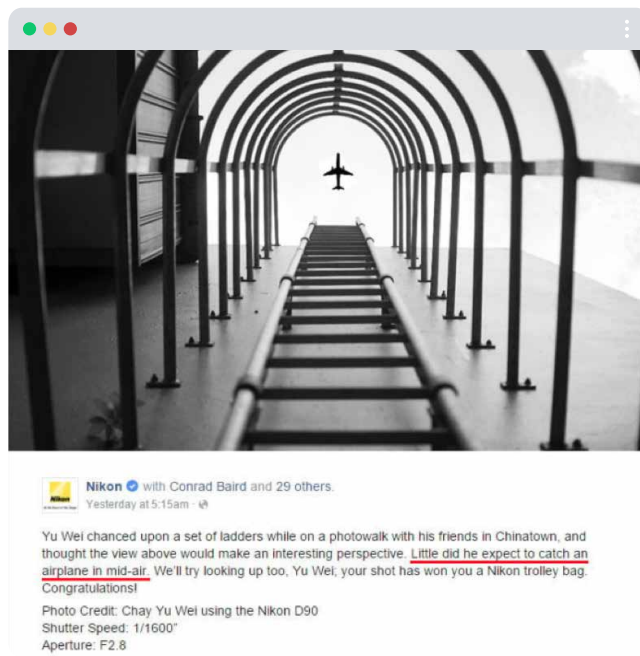 Nikon
Nikon with Conrad Baird and 29 others.
Yesterday at 5:15am ·
Yu Wei chanced upon a set of ladders while on a photowalk with his friends in Chinatown, and
thought the view above would make an interesting perspective. Little did he expect to catch an
airplane in mid-air. We'll try looking up too, Yu Wei; your shot has won you a Nikon trolley bag.
Congratulations!
Photo Credit: Chay Yu Wei using the Nikon D90
Shutter Speed: 1/1600"
Aperture: F2.8